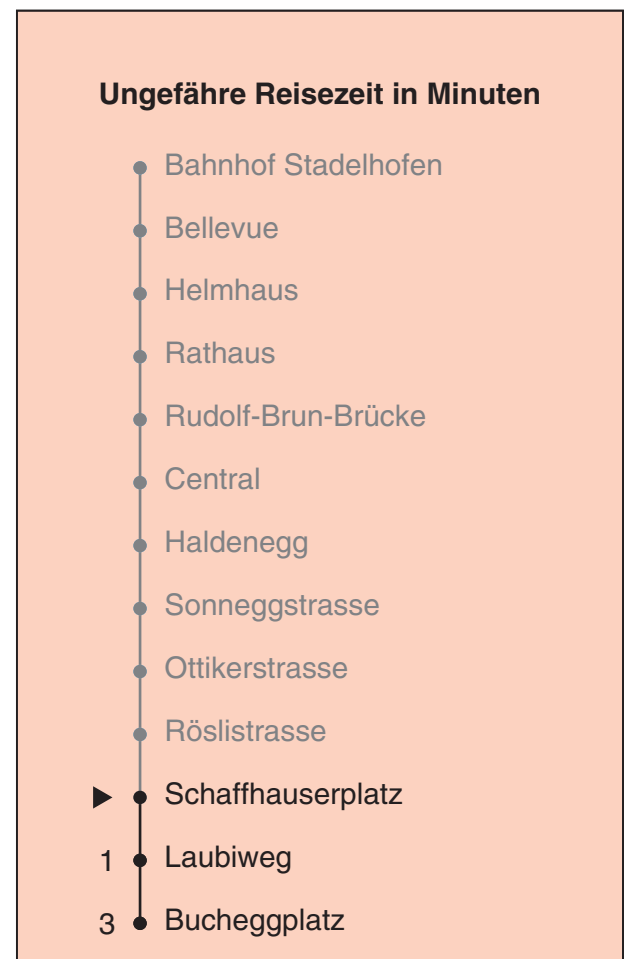 Ungefähre Reisezeit in Minuten
Bahnhof Stadelhofen
Bellevue
Helmhaus
Rathaus
Rudolf-Brun-Brücke
Central
Haldenegg
Sonneggstrasse
Ottikerstrasse
Röslistrasse
Schaffhauserplatz
1 Laubiweg
3 Bucheggplatz